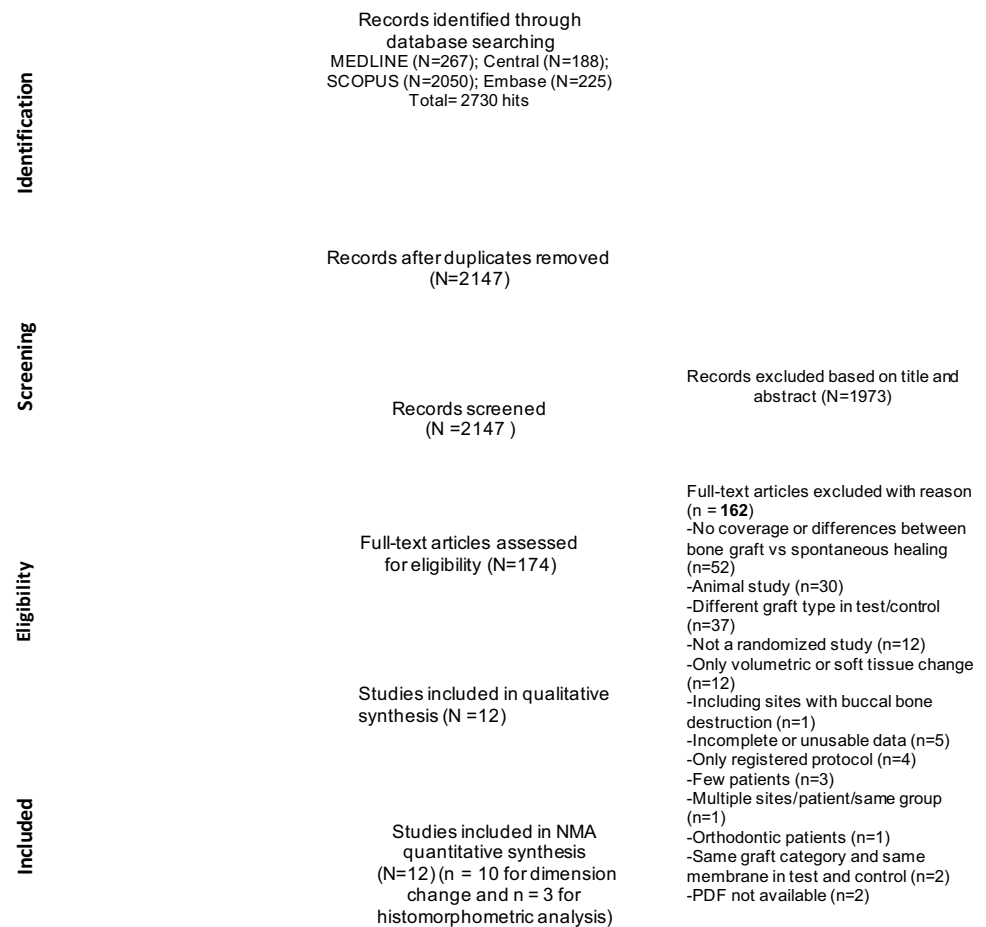 Identification
Records identified through
database searching
MEDLINE (N=267); Central (N=188);
SCOPUS (N=2050); Embase (N=225)
Total= 2730 hits
Screening
Records after duplicates removed
(N=2147)
Records screened
(N =2147 )
Records excluded based on title and
abstract (N=1973)
Eligibility
Full-text articles assessed
for eligibility (N=174)
Full-text articles excluded with reason
(n = 162)
-No coverage or differences between
bone graft vs spontaneous healing
(n=52)
-Animal study (n=30)
-Different graft type in test/control
(n=37)
-Not a randomized study (n=12)
-Only volumetric or soft tissue change
(n=12)
-Including sites with buccal bone
destruction (n=1)
-Incomplete or unusable data (n=5)
-Only registered protocol (n=4)
-Few patients (n=3)
-Multiple sites/patient/same group
(n=1)
-Orthodontic patients (n=1)
-Same graft category and same
membrane in test and control (n=2)
-PDF not available (n=2)
Studies included in qualitative
synthesis (N =12)
Included
Studies included in NMA
quantitative synthesis
(N=12) (n = 10 for dimension
change and n = 3 for
histomorphometric analysis)